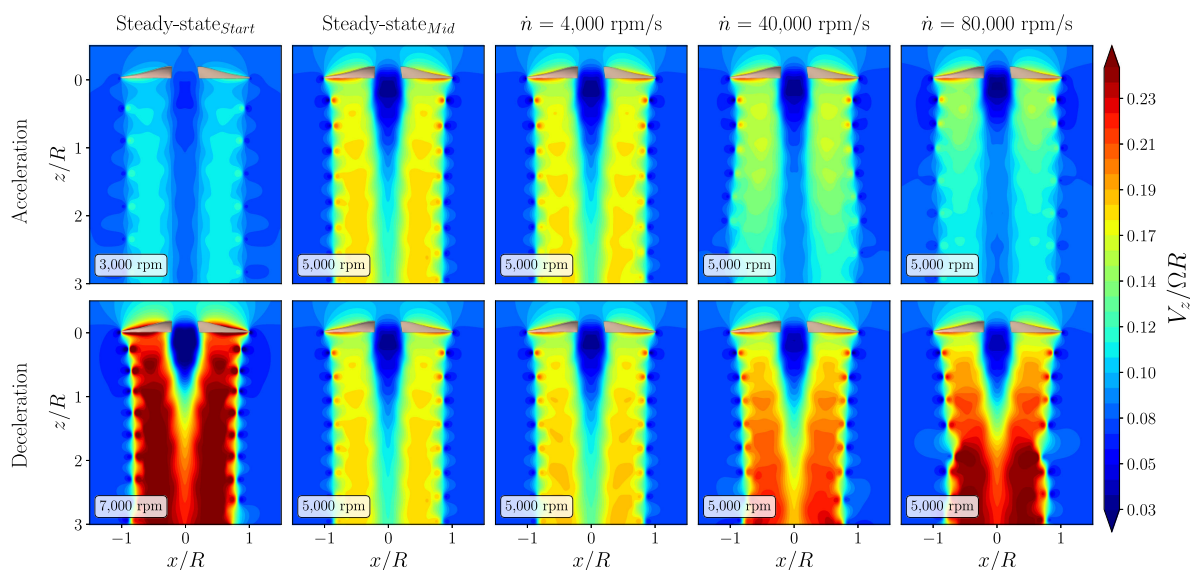 Steady-state_Start Steady-state_Mid ṅ = 4,000 rpm/s ṅ = 40,000 rpm/s ṅ = 80,000 rpm/s
Acceleration
z/R
0
1
2
3
3,000 rpm 5,000 rpm 5,000 rpm 5,000 rpm 5,000 rpm
Deceleration
z/R
0
1
2
3
7,000 rpm 5,000 rpm 5,000 rpm 5,000 rpm 5,000 rpm
−1 0 1 −1 0 1 −1 0 1 −1 0 1 −1 0 1
x/R x/R x/R x/R x/R
0.23
0.21
0.19
0.17
0.14
0.12
0.10
0.08
0.05
0.03
V_z/ΩR